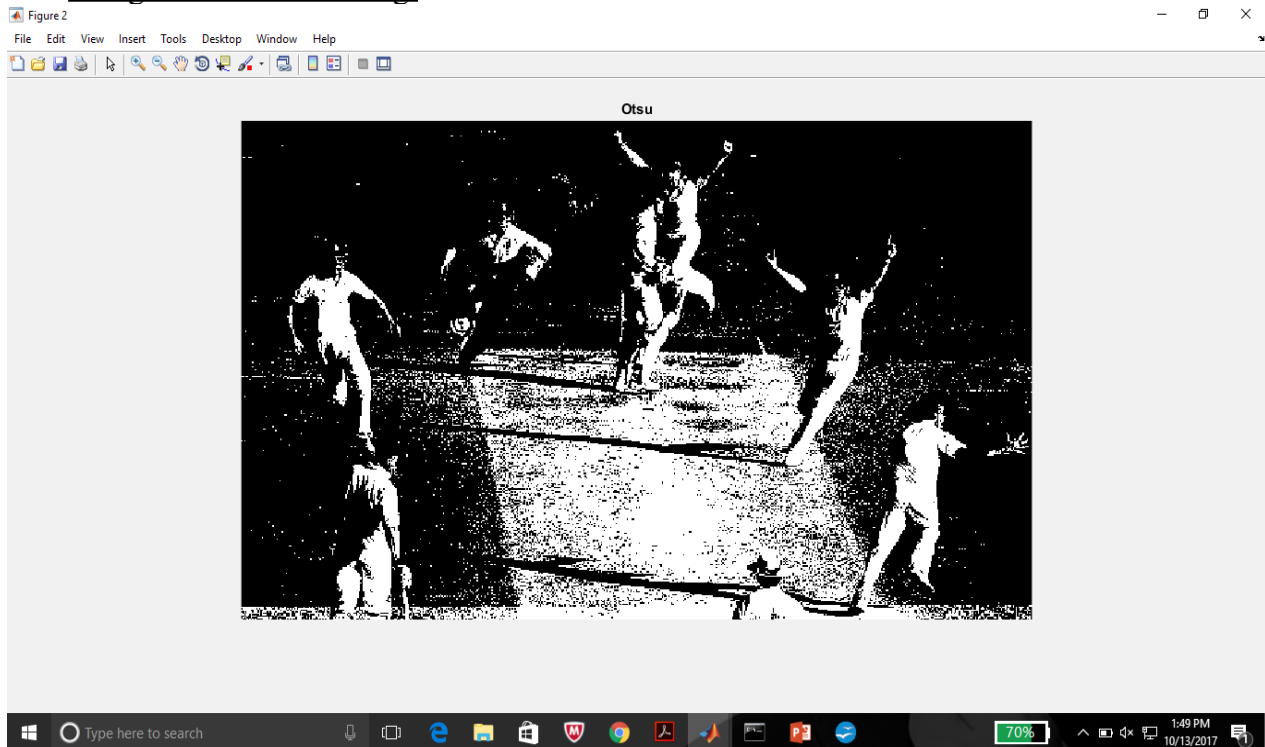 Figure 2
File Edit View Insert Tools Desktop Window Help
Otsu
Type here to search
70%
1:49 PM
10/13/2017